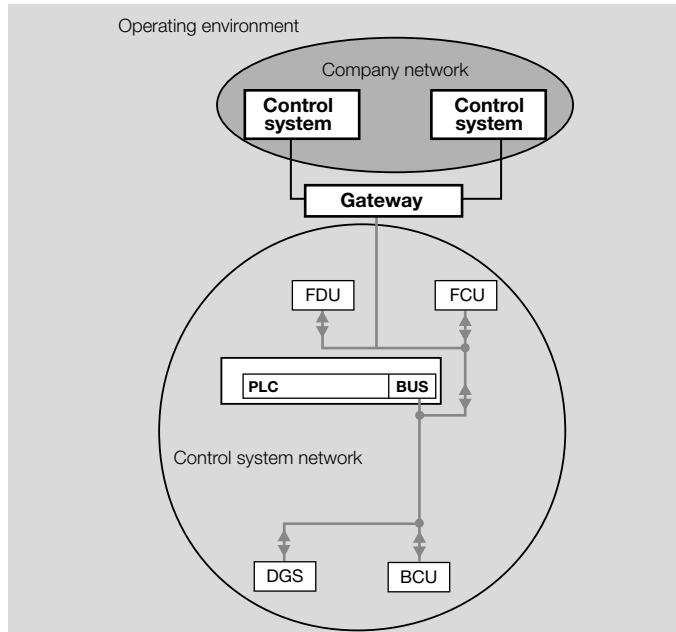 Operating environment
Company network
Control
system
Control
system
Gateway
FDU
FCU
PLC
BUS
Control system network
DGS
BCU